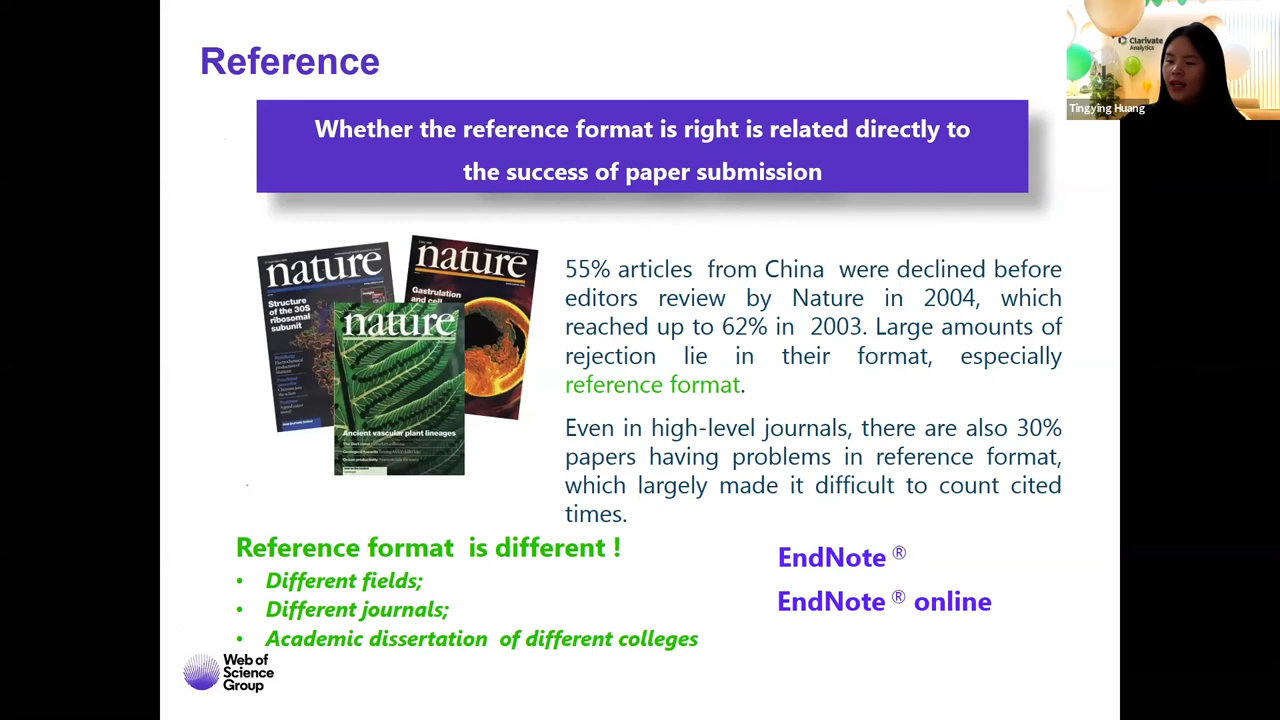 Reference
Clarivate
Analytics
Tingying Huang
Whether the reference format is right is related directly to
the success of paper submission
nature
Structure
of the 30S
ribosomal
subunit
nature
Gastrulation
and cell
nature
Ancient vascular plant lineages
55% articles from China were declined before
editors review by Nature in 2004, which
reached up to 62% in 2003. Large amounts of
rejection lie in their format, especially
reference format.
Even in high-level journals, there are also 30%
papers having problems in reference format,
which largely made it difficult to count cited
times.
Reference format is different !
• Different fields;
• Different journals;
• Academic dissertation of different colleges
EndNote ®
EndNote ® online
Web of
Science
Group